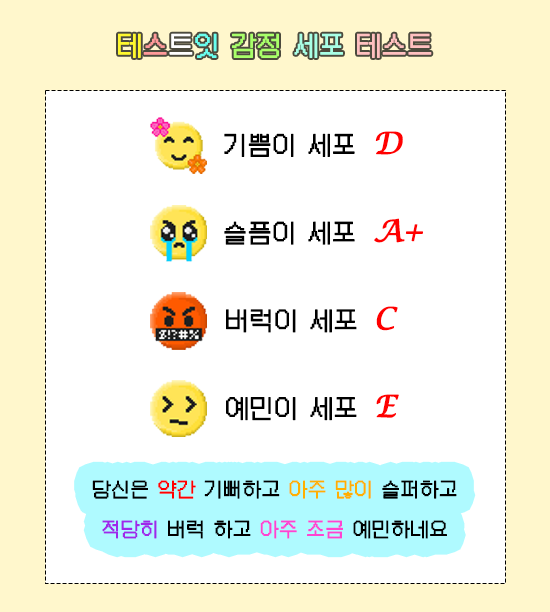 테스트잇 감정 세포 테스트
기쁨이 세포 D
슬픔이 세포 A+
버럭이 세포 C
$!?#%
예민이 세포 E
당신은 약간 기뻐하고 아주 많이 슬퍼하고
적당히 버럭 하고 아주 조금 예민하네요